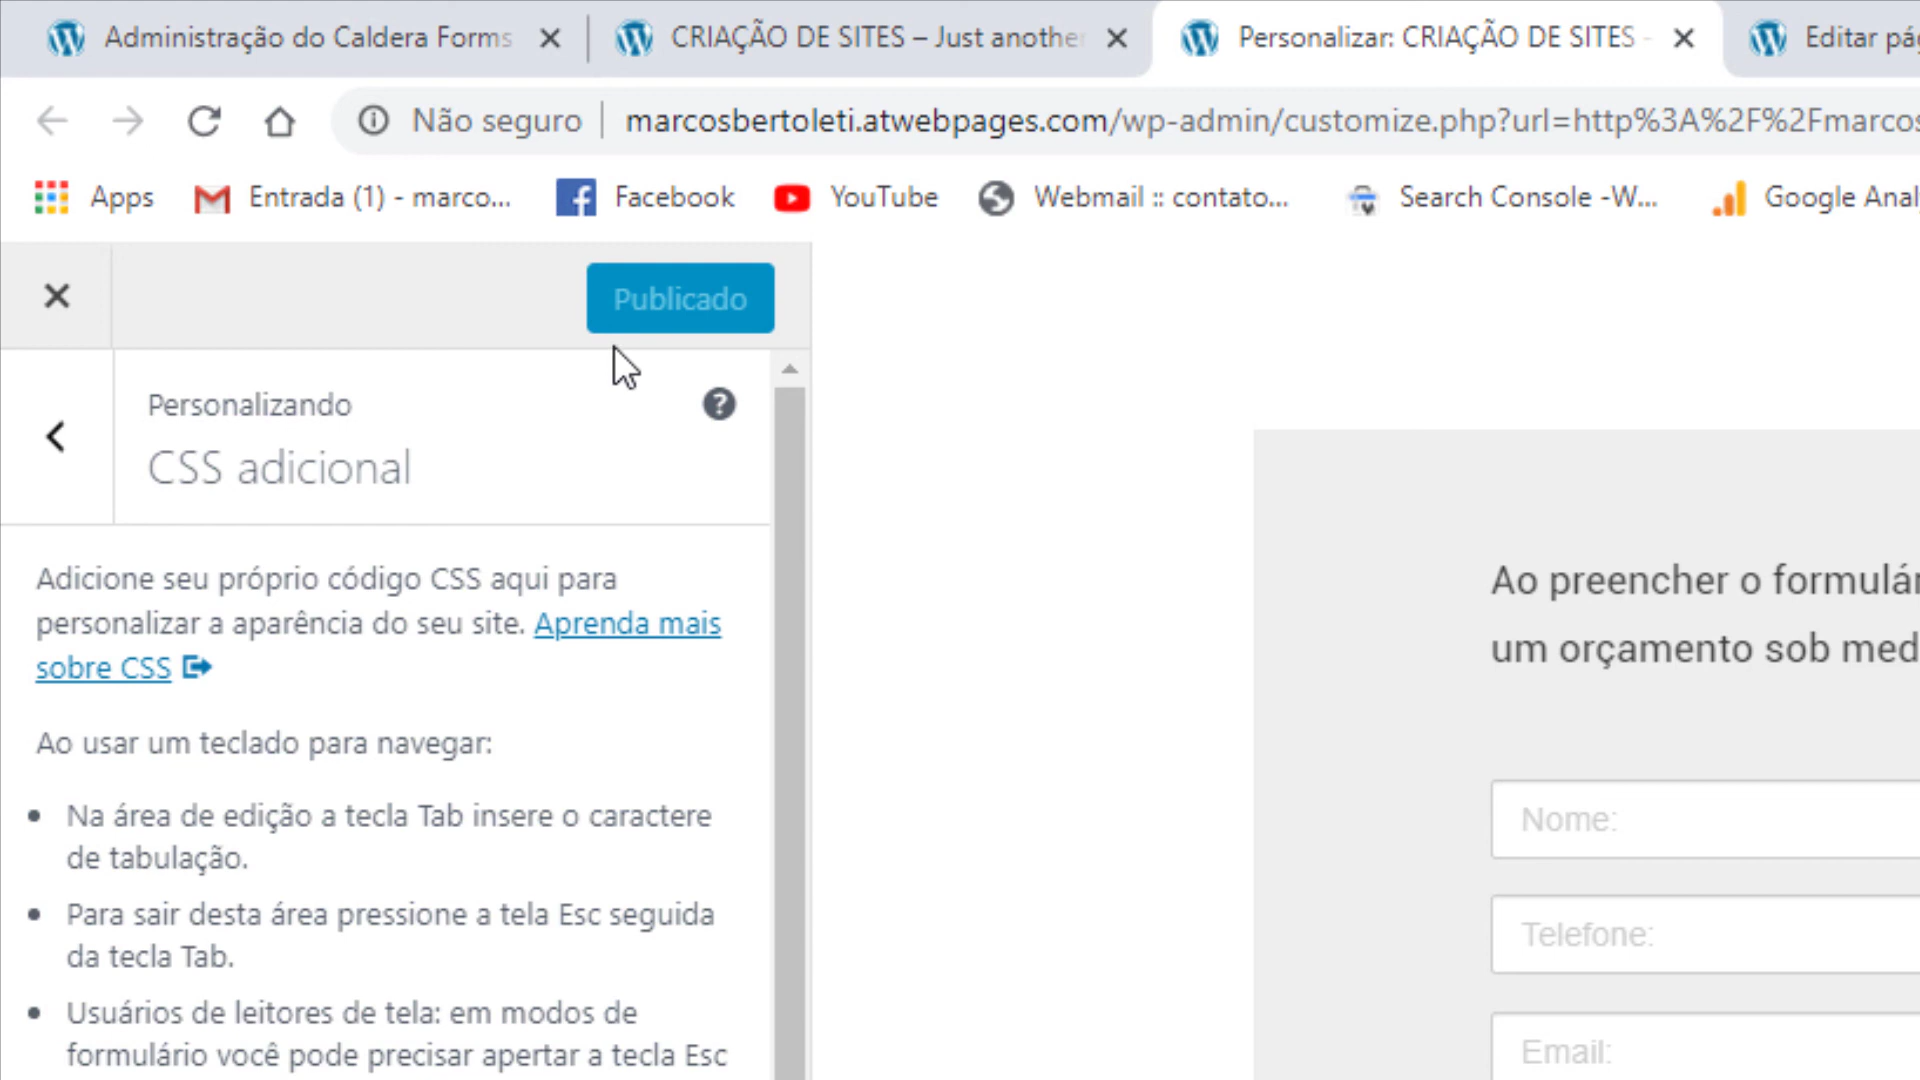 Administração do Caldera Forms
CRIAÇÃO DE SITES – Just another
Personalizar: CRIAÇÃO DE SITES -
Editar pág
Não seguro
marcosbertoleti.atwebpages.com/wp-admin/customize.php?url=http%3A%2F%2Fmarcos
Apps
Entrada (1) - marco...
Facebook
YouTube
Webmail :: contato...
Search Console -W...
Google Anal
Publicado
Personalizando
CSS adicional
Adicione seu próprio código CSS aqui para
personalizar a aparência do seu site. Aprenda mais
sobre CSS
Ao usar um teclado para navegar:
• Na área de edição a tecla Tab insere o caractere
de tabulação.
• Para sair desta área pressione a tela Esc seguida
da tecla Tab.
• Usuários de leitores de tela: em modos de
formulário você pode precisar apertar a tecla Esc
Ao preencher o formulár
um orçamento sob med
Nome:
Telefone:
Email: